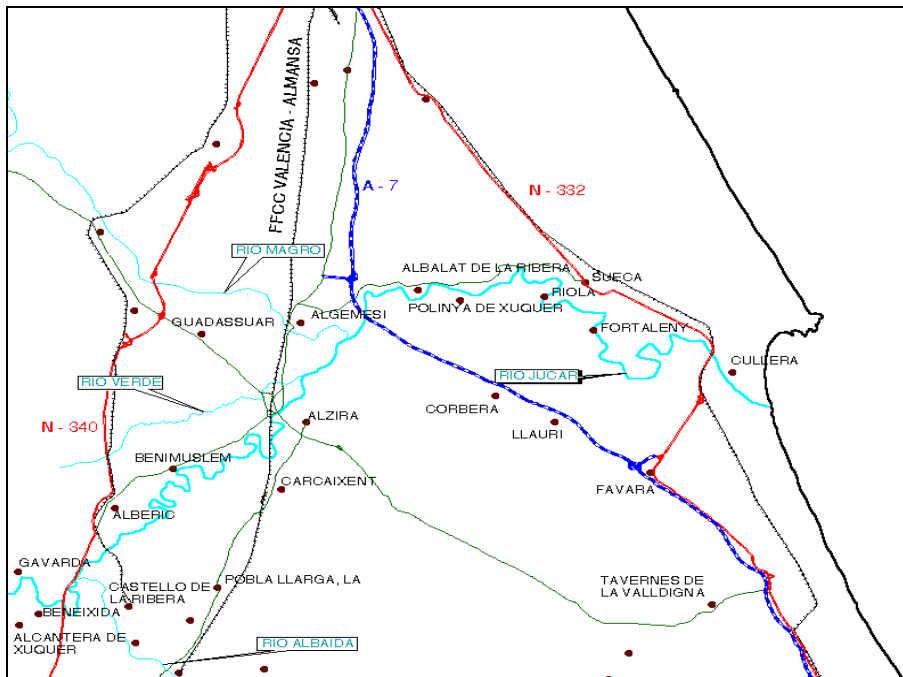 FFCC VALENCIA - ALMANSA
A - 7
N - 332
RIO MAGRO
ALBALAT DE LA RIBERA
SUECA
RIOLA
POLINYA DE XUQUER
GUADASSUAR
ALGEMESI
FORTALENY
CULLERA
RIO JUCAR
RIO VERDE
CORBERA
ALZIRA
LLAURI
N - 340
BENIMUSLEM
CARCAIXENT
FAVARA
ALBERIC
GAVARDA
CASTELLO DE
LA RIBERA
POBLA LLARGA, LA
TAVERNES DE
LA VALLDIGNA
BENEIXIDA
ALCANTERA DE
XUQUER
RIO ALBAIDA